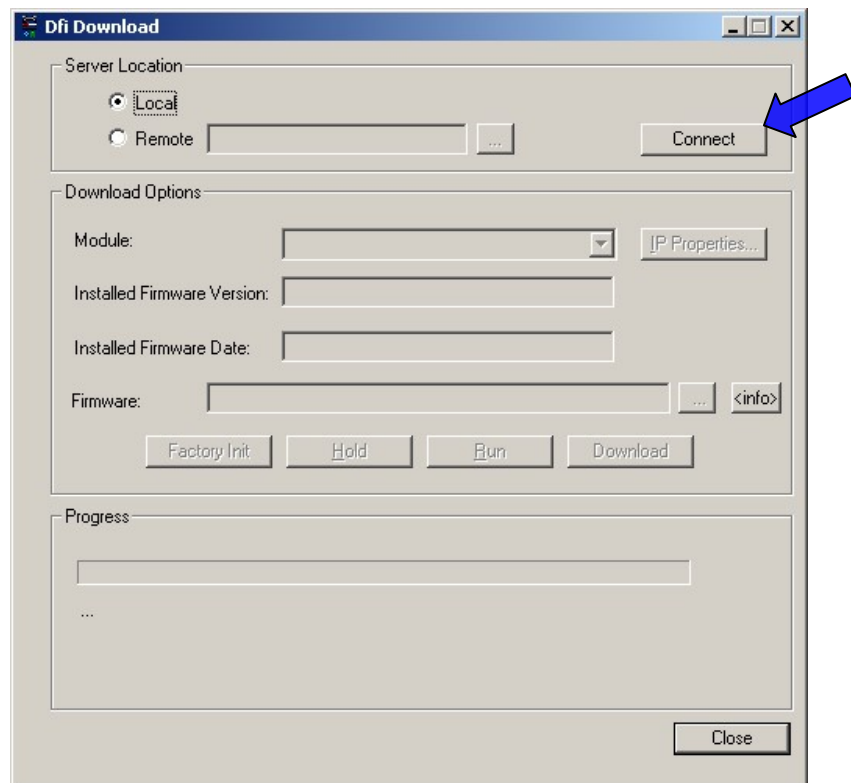 Dfi Download
Server Location
Local
Remote
...
Connect
Download Options
Module:
IP Properties...
Installed Firmware Version:
Installed Firmware Date:
Firmware:
...
<info>
Factory Init
Hold
Run
Download
Progress
...
Close